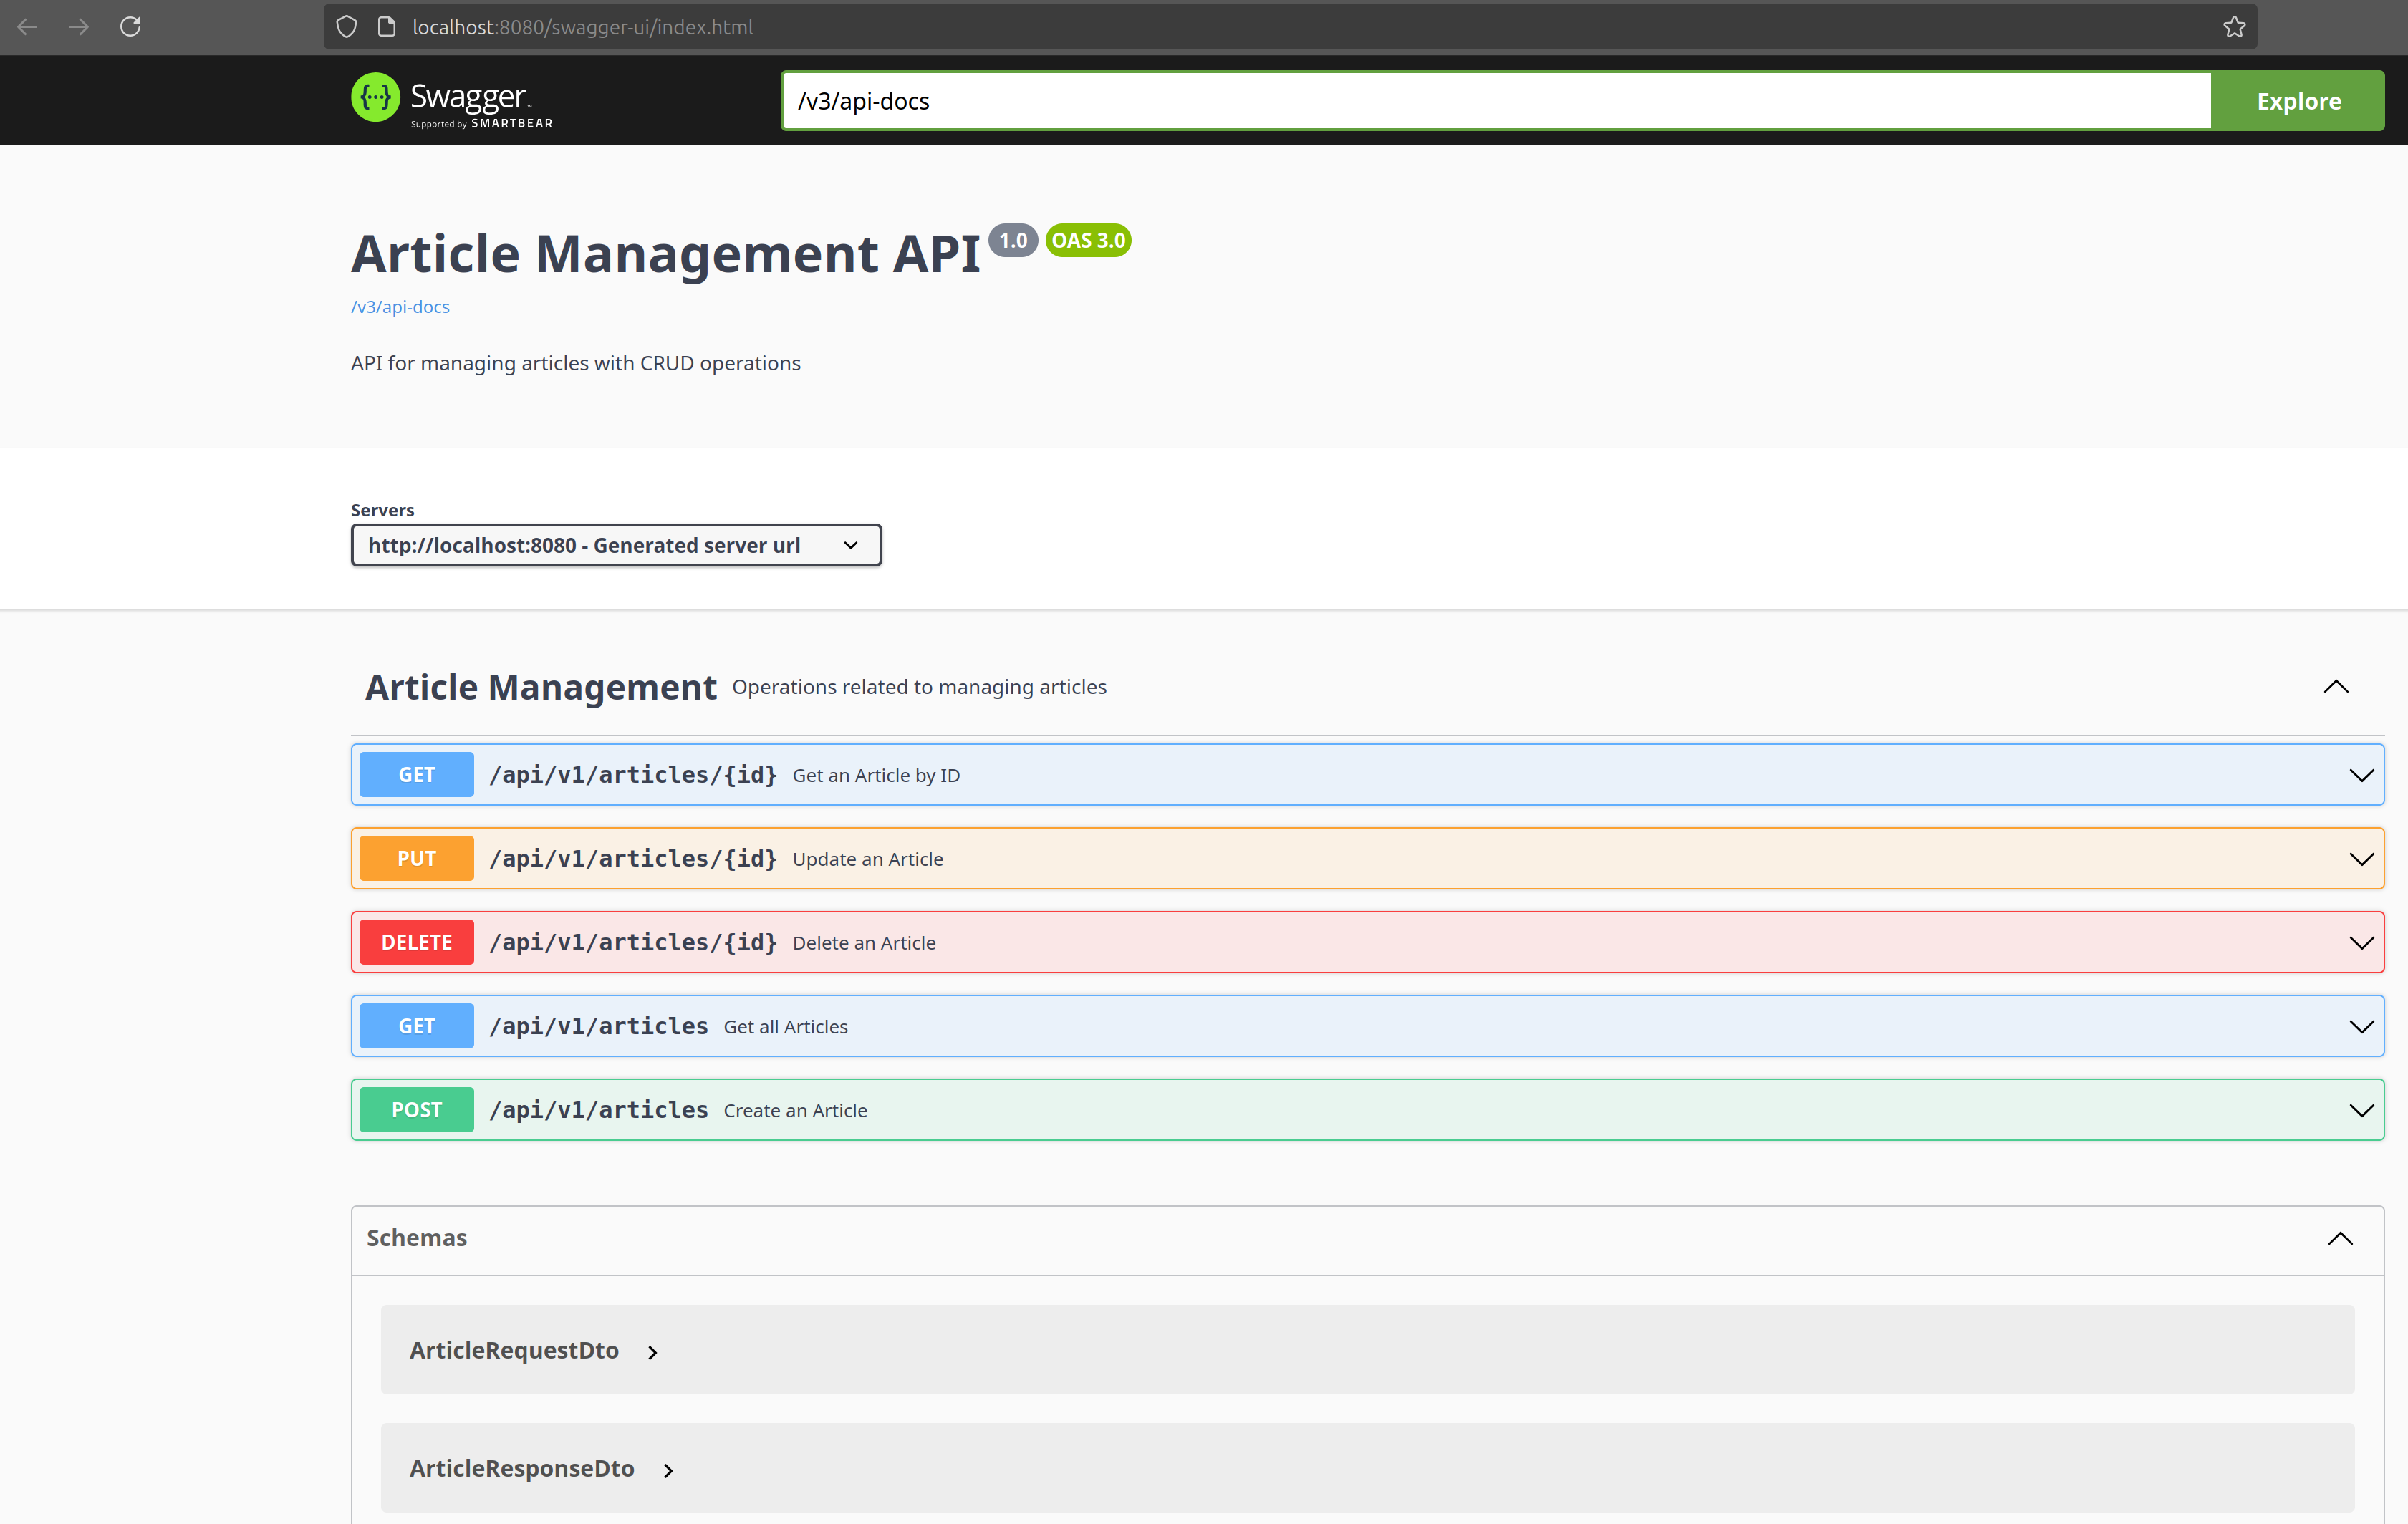 localhost:8080/swagger-ui/index.html
{···} Swagger™
Supported by SMARTBEAR
/v3/api-docs
Explore
Article Management API 1.0 OAS 3.0
/v3/api-docs
API for managing articles with CRUD operations
Servers
http://localhost:8080 - Generated server url
Article Management Operations related to managing articles
GET /api/v1/articles/{id} Get an Article by ID
PUT /api/v1/articles/{id} Update an Article
DELETE /api/v1/articles/{id} Delete an Article
GET /api/v1/articles Get all Articles
POST /api/v1/articles Create an Article
Schemas
ArticleRequestDto
ArticleResponseDto